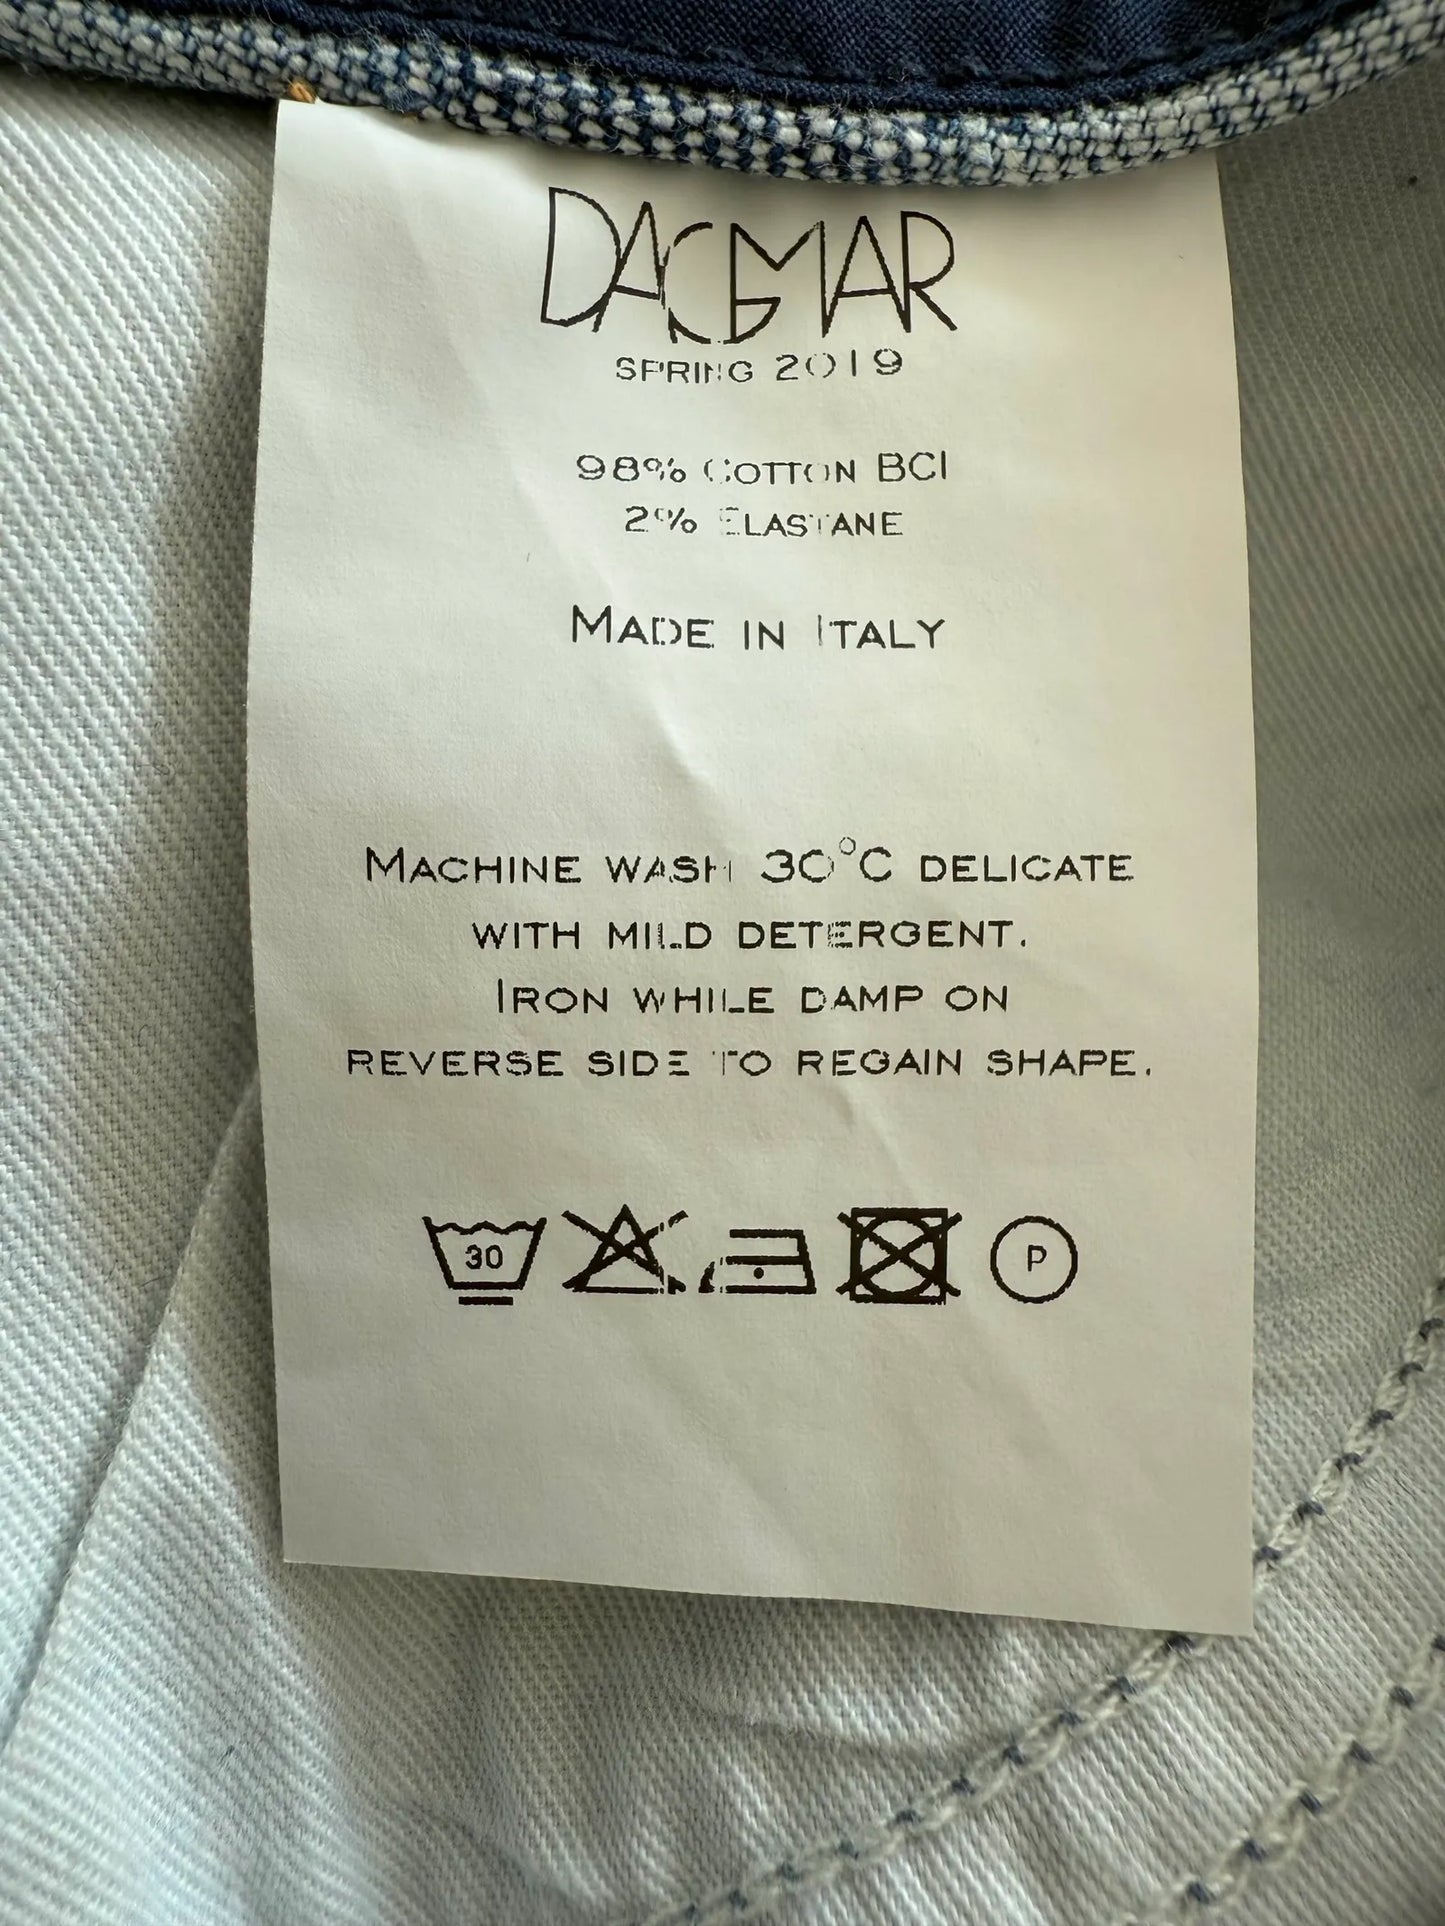 DAGMAR
SPRING 2019
98% COTTON BCI
2% ELASTANE
MADE IN ITALY
MACHINE WASH 30°C DELICATE
WITH MILD DETERGENT.
IRON WHILE DAMP ON
REVERSE SIDE TO REGAIN SHAPE.
30 P